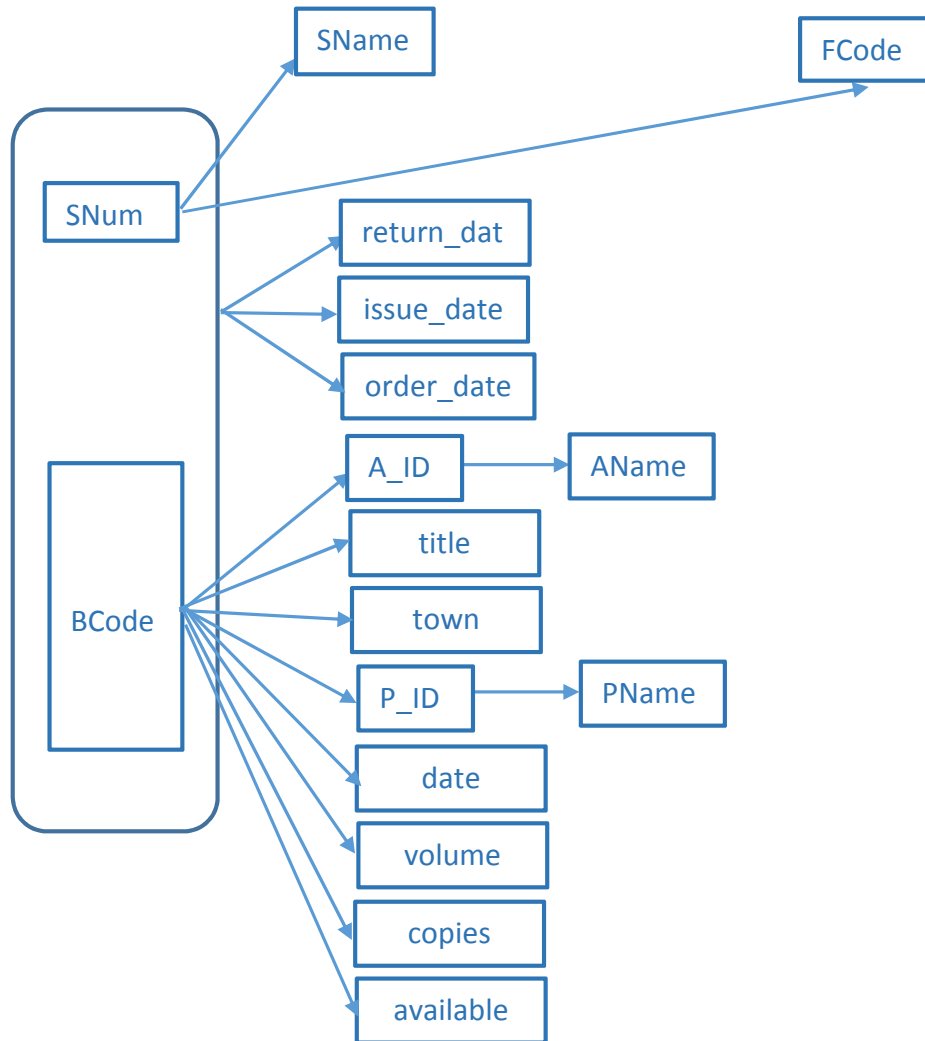 SName
FCode
SNum
return_dat
issue_date
order_date
A_ID
AName
title
BCode
town
P_ID
PName
date
volume
copies
available